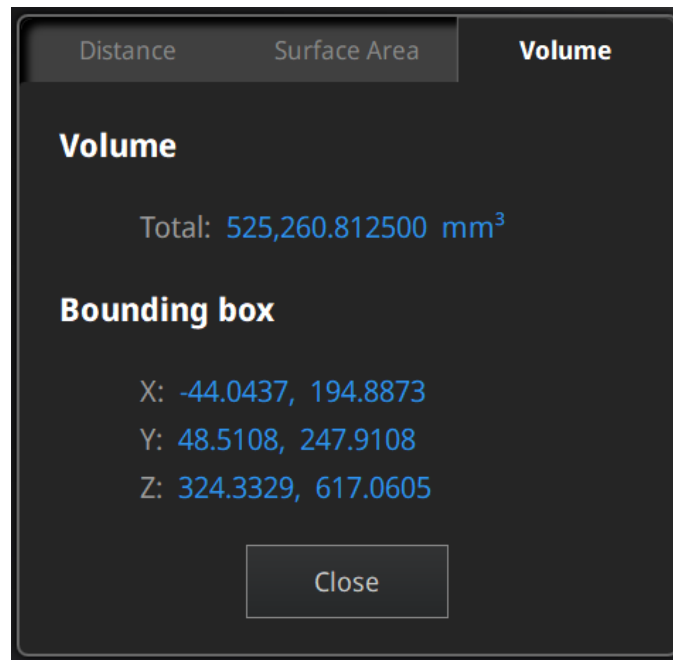 Distance Surface Area Volume
Volume
Total: 525,260.812500 mm³
Bounding box
X: -44.0437, 194.8873
Y: 48.5108, 247.9108
Z: 324.3329, 617.0605
Close